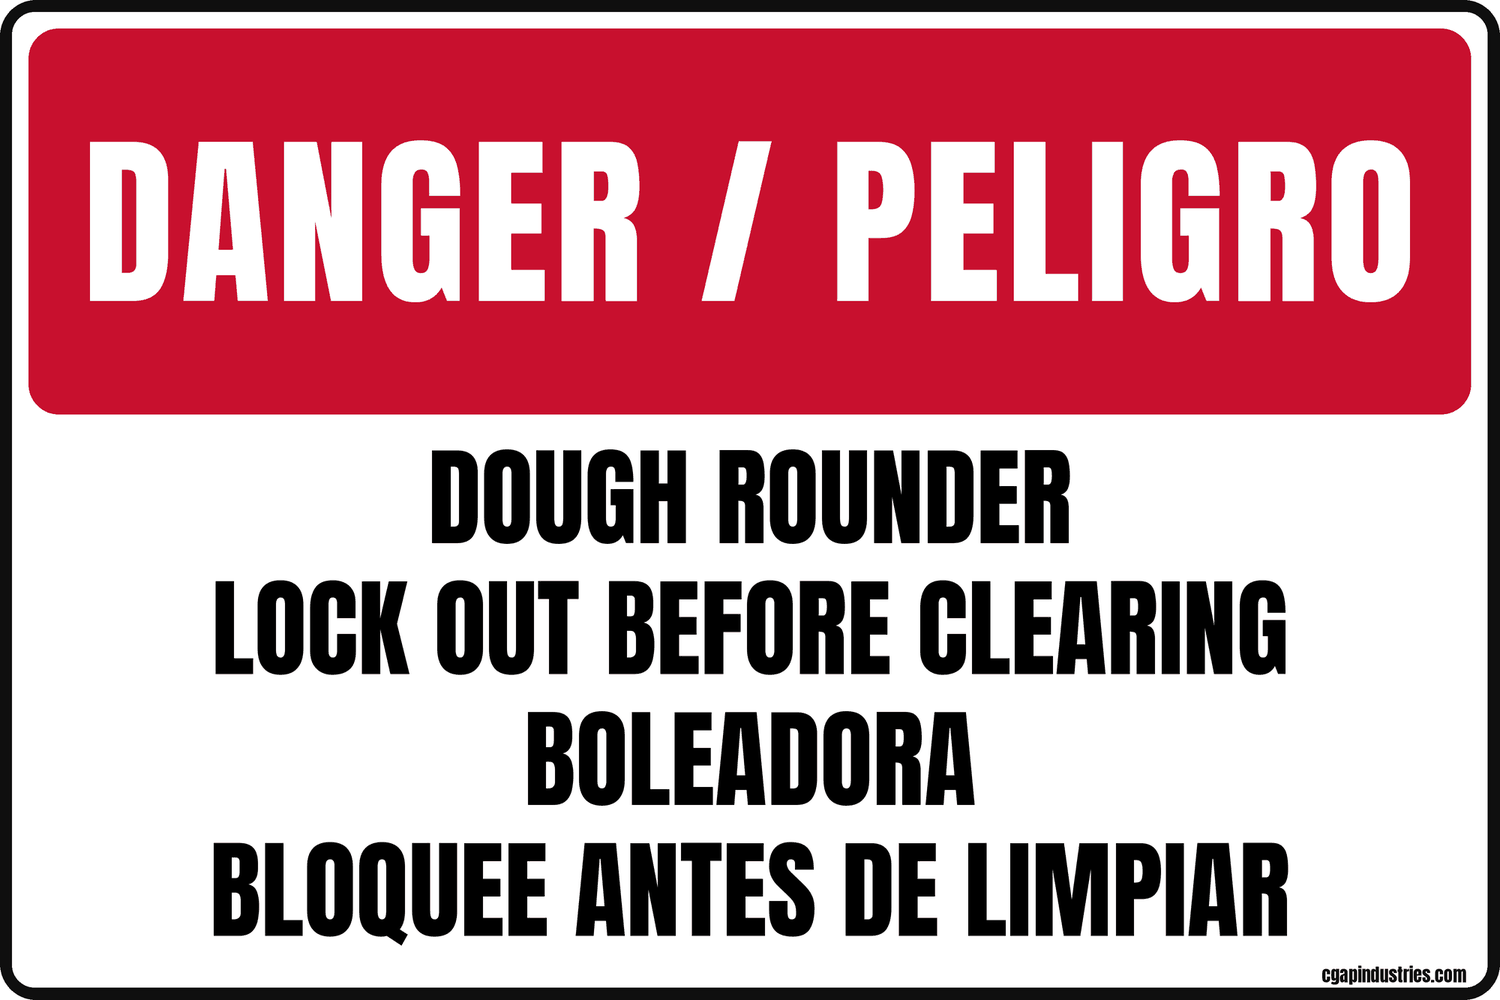 DANGER / PELIGRO
DOUGH ROUNDER
LOCK OUT BEFORE CLEARING
BOLEADORA
BLOQUEE ANTES DE LIMPIAR
cgapindustries.com